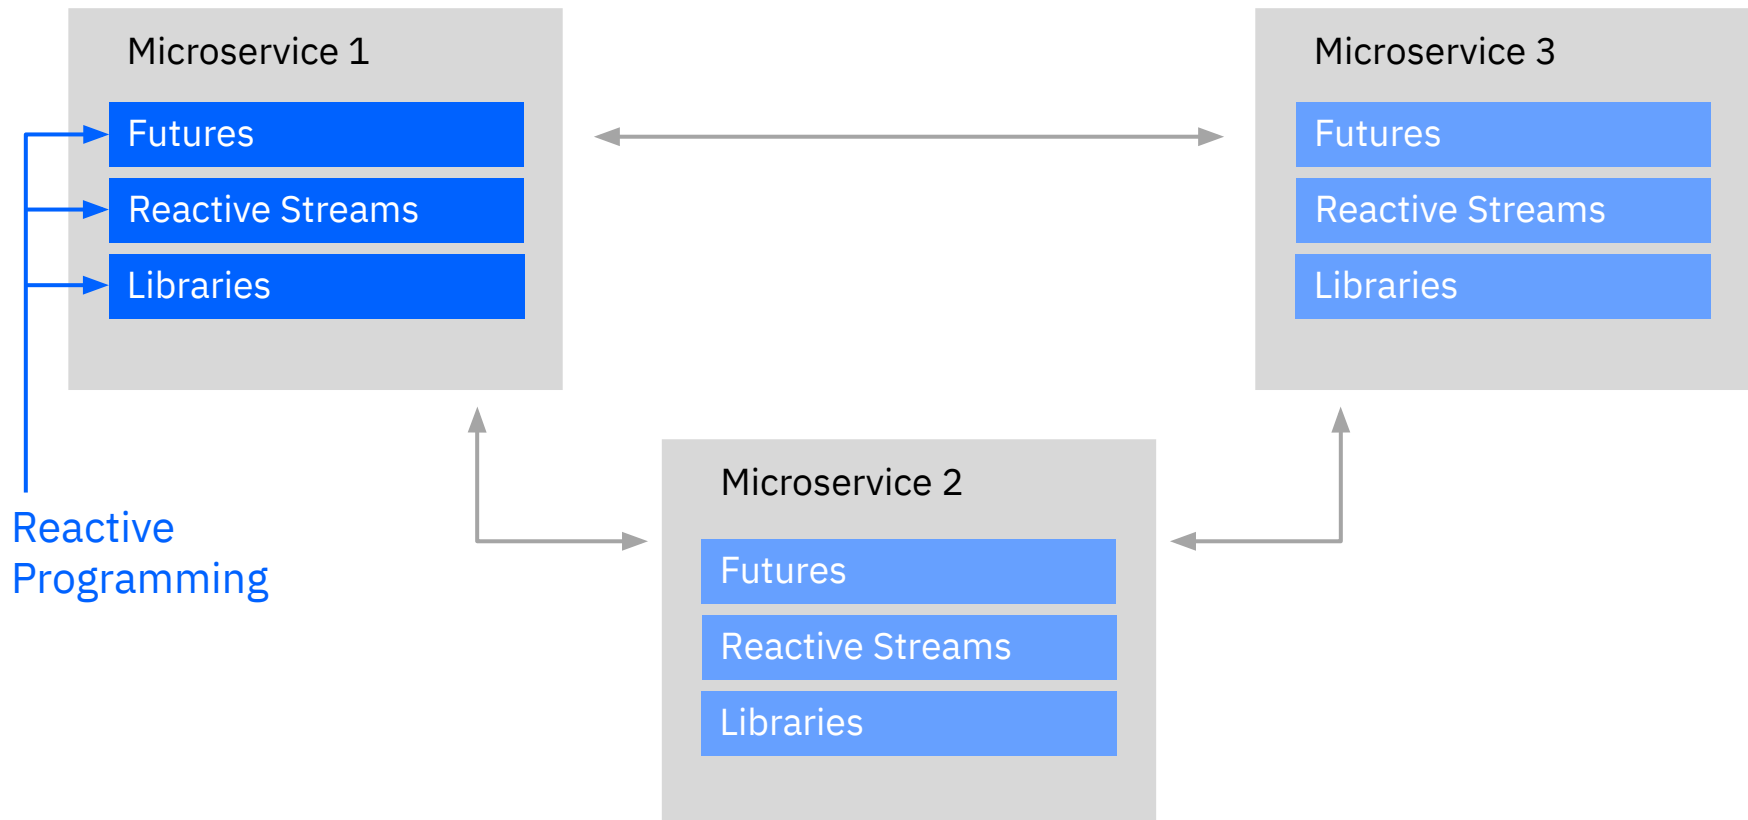 Microservice 1
Futures
Reactive Streams
Libraries
Microservice 3
Futures
Reactive Streams
Libraries
Reactive
Programming
Microservice 2
Futures
Reactive Streams
Libraries